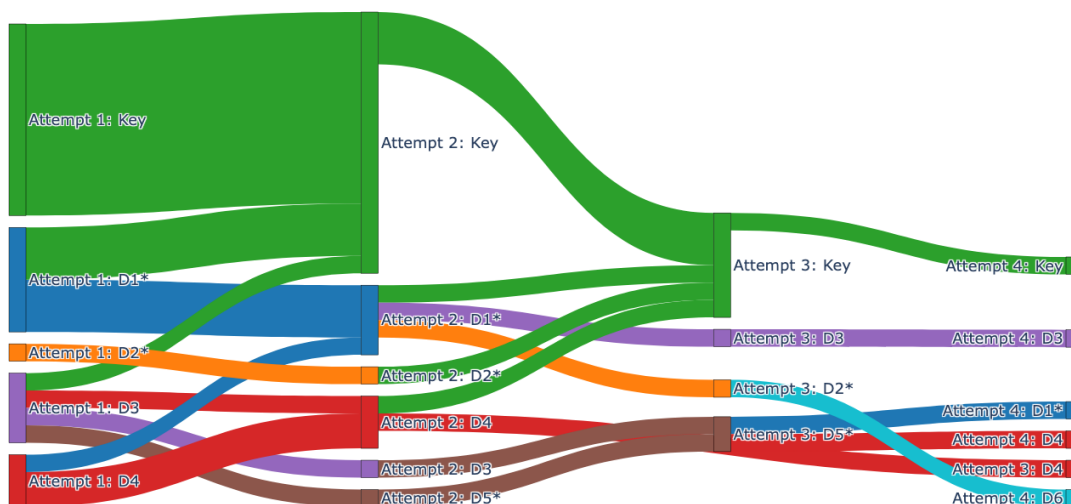 Attempt 1: Key
Attempt 1: D1*
Attempt 1: D2*
Attempt 1: D3
Attempt 1: D4
Attempt 2: Key
Attempt 2: D1*
Attempt 2: D2*
Attempt 2: D4
Attempt 2: D3
Attempt 2: D5*
Attempt 3: Key
Attempt 3: D3
Attempt 3: D2*
Attempt 3: D5*
Attempt 4: Key
Attempt 4: D3
Attempt 4: D1*
Attempt 4: D4
Attempt 3: D4
Attempt 4: D6